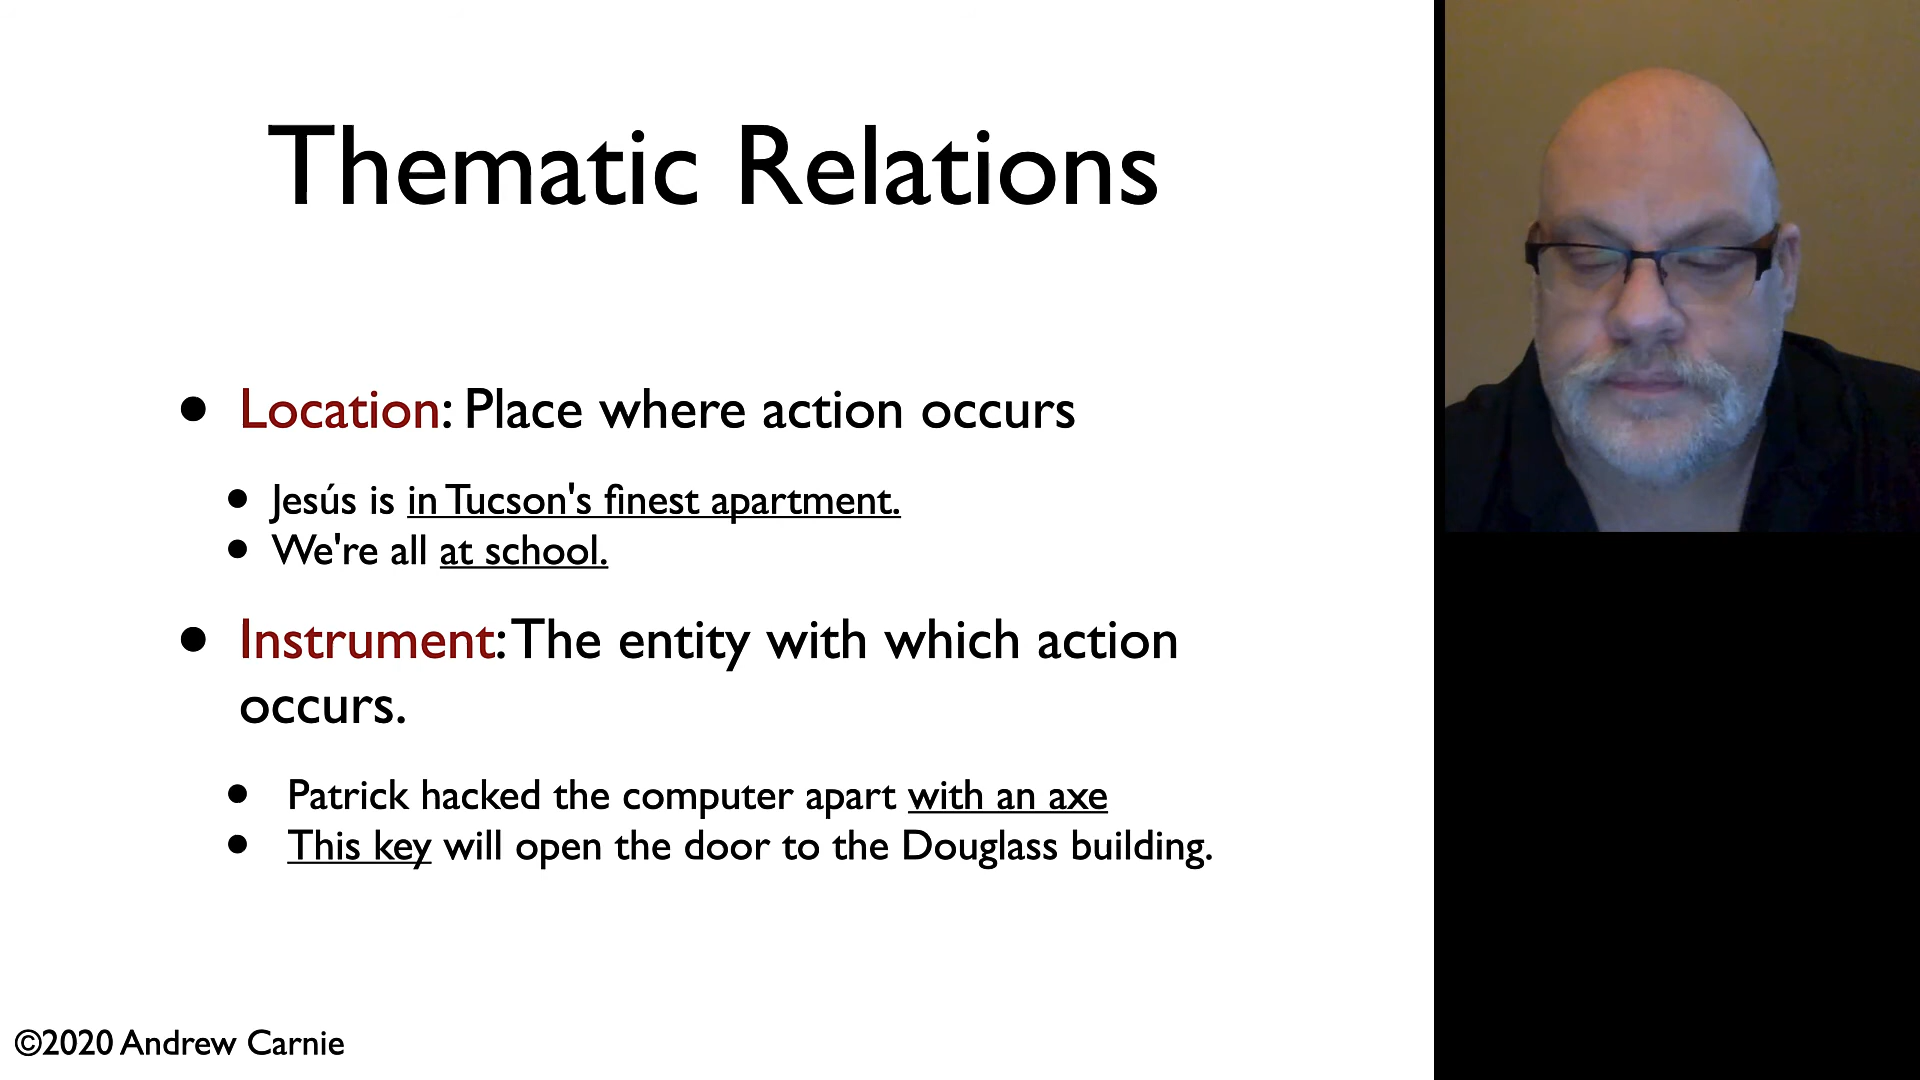 Thematic Relations
• Location: Place where action occurs
• Jesús is in Tucson's finest apartment.
• We're all at school.
• Instrument: The entity with which action
occurs.
• Patrick hacked the computer apart with an axe
• This key will open the door to the Douglass building.
©2020 Andrew Carnie